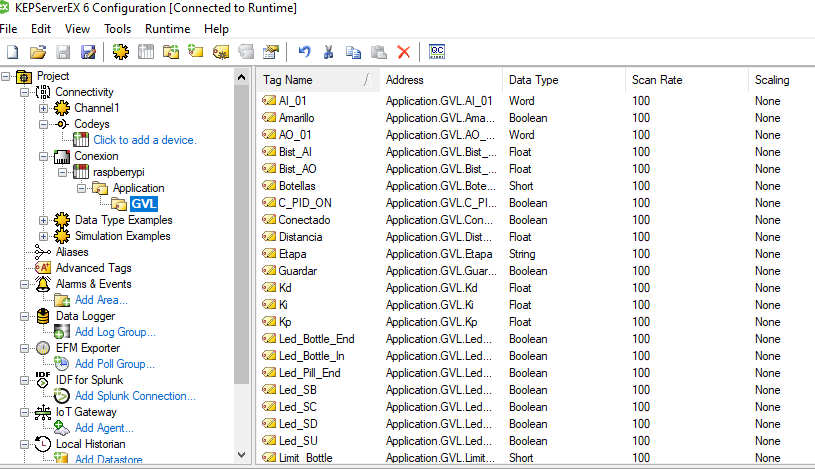 KEPServerEX 6 Configuration [Connected to Runtime]
File Edit View Tools Runtime Help
Project
Connectivity
Channel1
Codeys
Click to add a device.
Conexion
raspberrypi
Application
GVL
Data Type Examples
Simulation Examples
Aliases
Advanced Tags
Alarms & Events
Add Area...
Data Logger
Add Log Group...
EFM Exporter
Add Poll Group...
IDF for Splunk
Add Splunk Connection...
IoT Gateway
Add Agent...
Local Historian
Add Datastore
Tag Name Address Data Type Scan Rate Scaling
AI_01 Application.GVL.AI_01 Word 100 None
Amarillo Application.GVL.Ama... Boolean 100 None
AO_01 Application.GVL.AO_... Word 100 None
Bist_AI Application.GVL.Bist_... Float 100 None
Bist_AO Application.GVL.Bist_... Float 100 None
Botellas Application.GVL.Bote... Short 100 None
C_PID_ON Application.GVL.C_PI... Boolean 100 None
Conectado Application.GVL.Con... Boolean 100 None
Distancia Application.GVL.Dist... Float 100 None
Etapa Application.GVL.Etapa String 100 None
Guardar Application.GVL.Guar... Boolean 100 None
Kd Application.GVL.Kd Float 100 None
Ki Application.GVL.Ki Float 100 None
Kp Application.GVL.Kp Float 100 None
Led_Bottle_End Application.GVL.Led... Boolean 100 None
Led_Bottle_In Application.GVL.Led... Boolean 100 None
Led_Pill_End Application.GVL.Led... Boolean 100 None
Led_SB Application.GVL.Led... Boolean 100 None
Led_SC Application.GVL.Led... Boolean 100 None
Led_SD Application.GVL.Led... Boolean 100 None
Led_SU Application.GVL.Led... Boolean 100 None
Limit_Bottle Application.GVL.Limit... Short 100 None